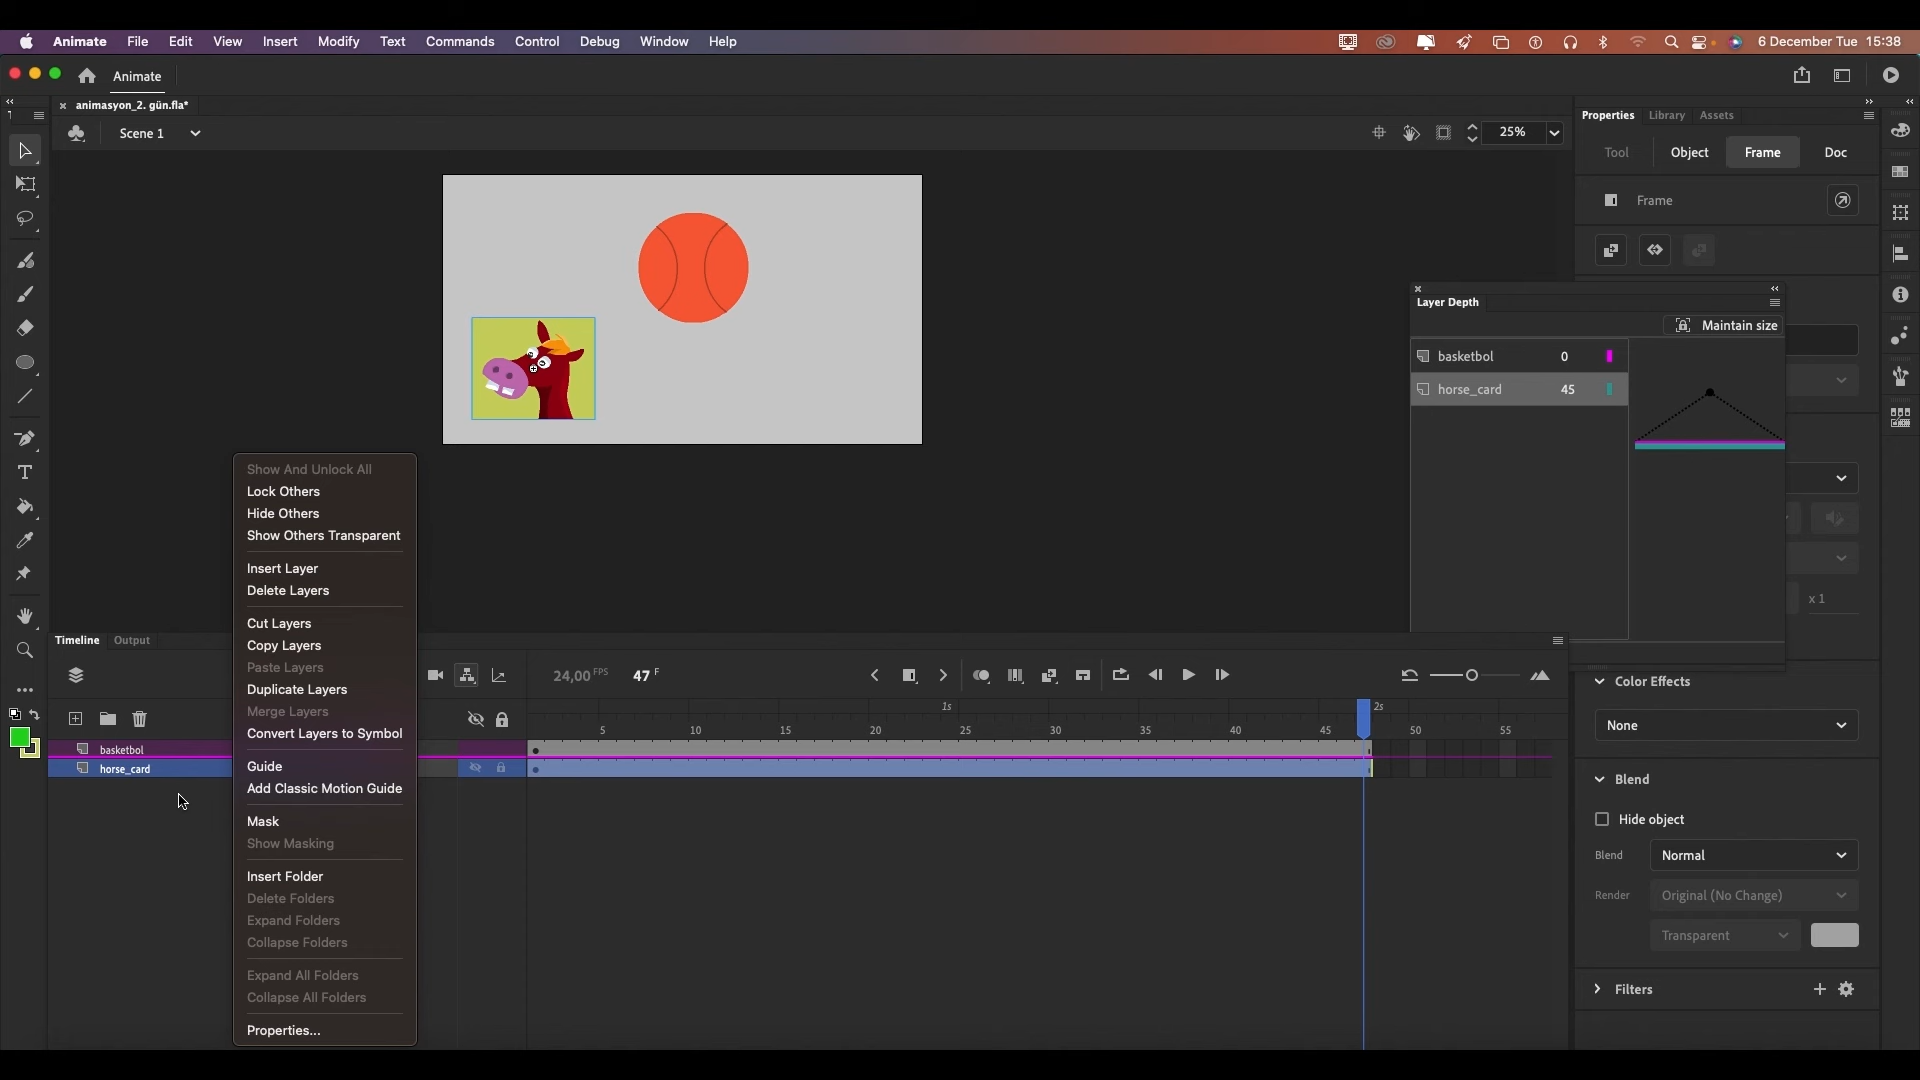 Animate File Edit View Insert Modify Text Commands Control Debug Window Help
6 December Tue 15:38
Animate
animasyon_2. gün.fla*
Scene 1
25%
Properties Library Assets
Tool Object Frame Doc
Frame
Layer Depth
Maintain size
basketbol 0
horse_card 45
x 1
Show And Unlock All
Lock Others
Hide Others
Show Others Transparent
Insert Layer
Delete Layers
Cut Layers
Copy Layers
Paste Layers
Duplicate Layers
Merge Layers
Convert Layers to Symbol
Guide
Add Classic Motion Guide
Mask
Show Masking
Insert Folder
Delete Folders
Expand Folders
Collapse Folders
Expand All Folders
Collapse All Folders
Properties...
Timeline Output
24,00 FPS 47 F
1s 2s
5 10 15 20 25 30 35 40 45 50 55
basketbol
horse_card
Color Effects
None
Blend
Hide object
Blend Normal
Render Original (No Change)
Transparent
Filters